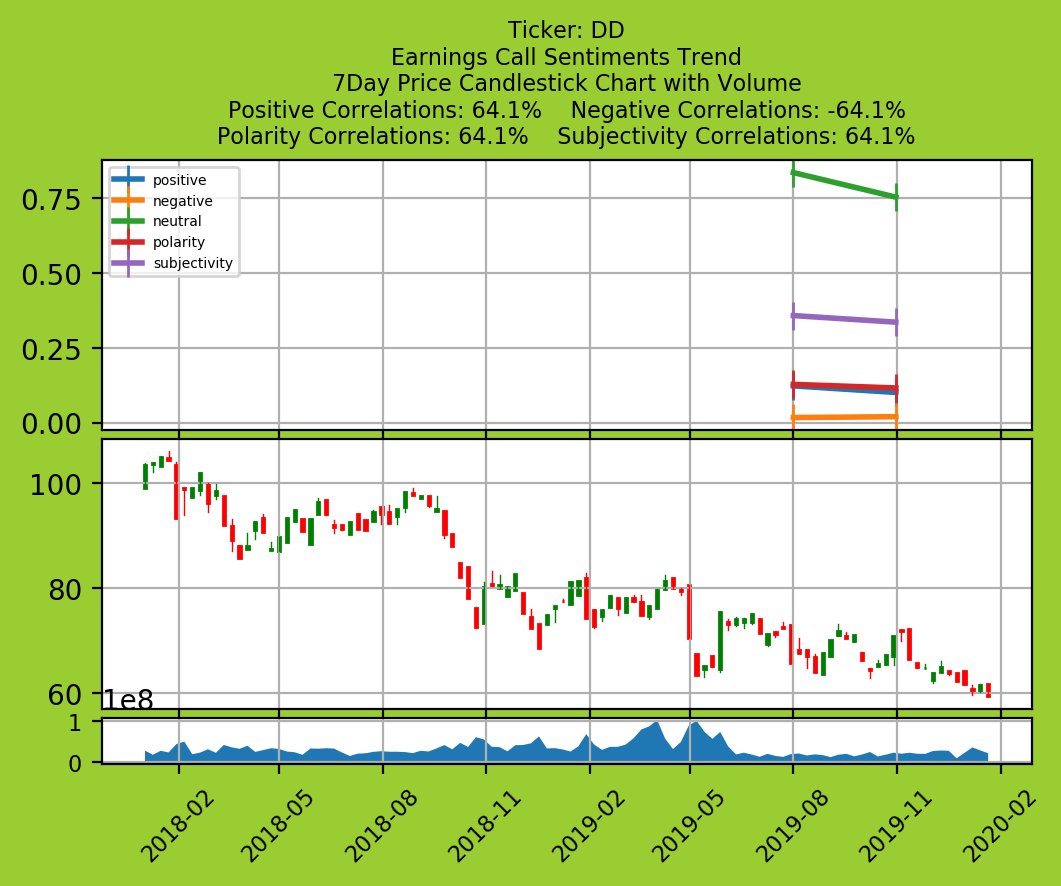 Ticker: DD
Earnings Call Sentiments Trend
7Day Price Candlestick Chart with Volume
Positive Correlations: 64.1%    Negative Correlations: -64.1%
Polarity Correlations: 64.1%    Subjectivity Correlations: 64.1%
positive
negative
neutral
polarity
subjectivity
0.75
0.50
0.25
0.00
100
80
60
1e8
1
0
2018-02
2018-05
2018-08
2018-11
2019-02
2019-05
2019-08
2019-11
2020-02